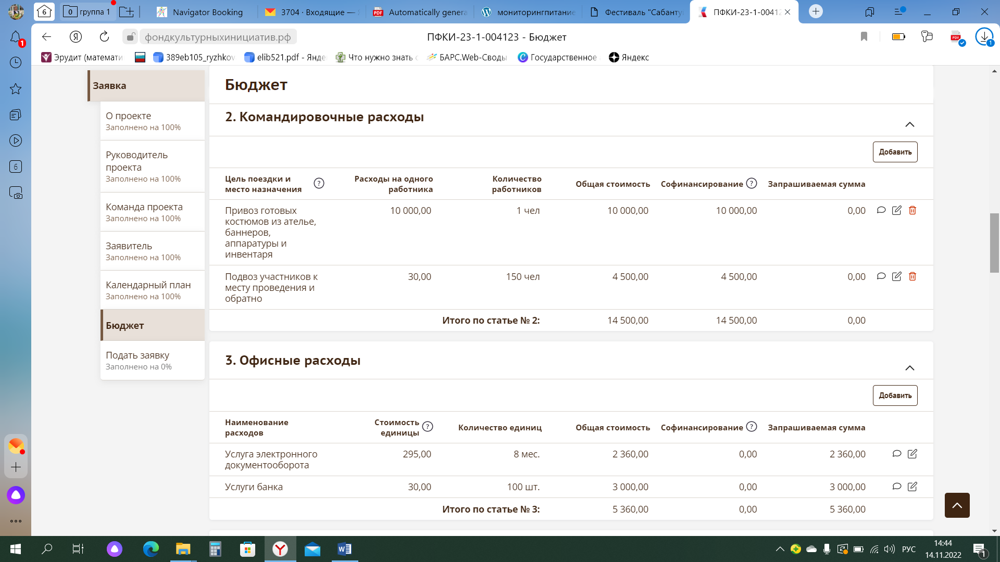 6
0
группа 1
Navigator Booking
3704 · Входящие —
Automatically genera
мониторингпитание
Фестиваль "Сабанту
ПФКИ-23-1-00412
1
фондкультурныхинициатив.рф
ПФКИ-23-1-004123 - Бюджет
PDF
1
Эрудит (математи
389eb105_ryzhkov
elib521.pdf - Янде
Что нужно знать
БАРС.Web-Своды
Государственное
Яндекс
6
Заявка
О проекте
Заполнено на 100%
Руководитель
проекта
Заполнено на 100%
Команда проекта
Заполнено на 100%
Заявитель
Заполнено на 100%
Календарный план
Заполнено на 100%
Бюджет
Подать заявку
Заполнено на 0%
Бюджет
2. Командировочные расходы
Добавить
Цель поездки и место назначения ? Расходы на одного работника Количество работников Общая стоимость Софинансирование ? Запрашиваемая сумма
Привоз готовых 10 000,00 1 чел 10 000,00 10 000,00 0,00
костюмов из ателье,
баннеров,
аппаратуры и
инвентаря
Подвоз участников к 30,00 150 чел 4 500,00 4 500,00 0,00
месту проведения и
обратно
Итого по статье № 2: 14 500,00 14 500,00 0,00
3. Офисные расходы
Добавить
Наименование расходов Стоимость единицы ? Количество единиц Общая стоимость Софинансирование ? Запрашиваемая сумма
Услуга электронного 295,00 8 мес. 2 360,00 0,00 2 360,00
документооборота
Услуги банка 30,00 100 шт. 3 000,00 0,00 3 000,00
Итого по статье № 3: 5 360,00 0,00 5 360,00
РУС
14:44
14.11.2022
1